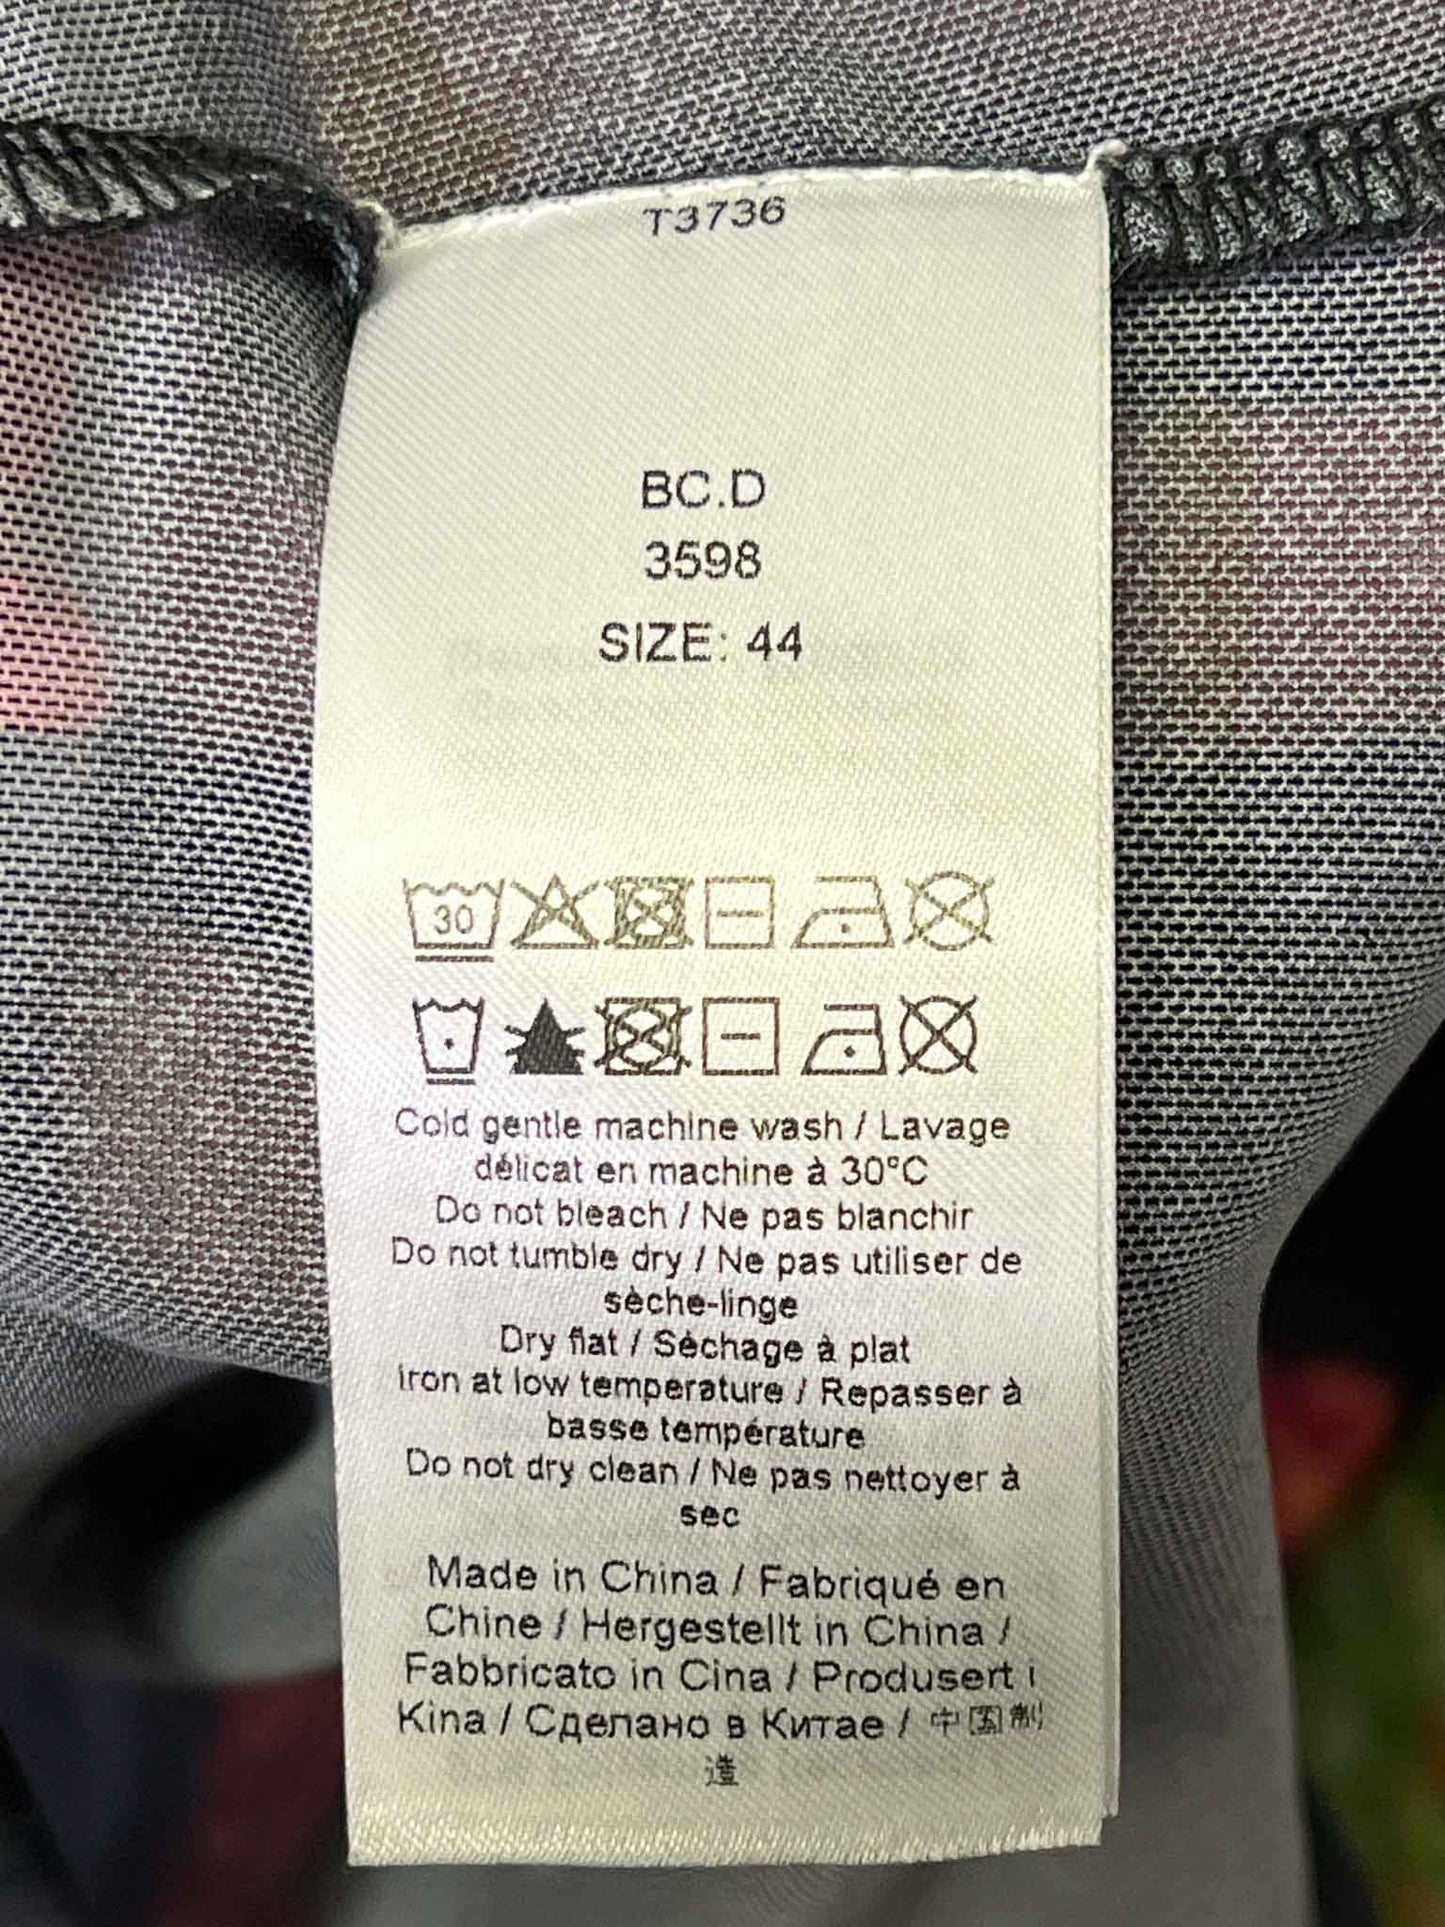 T3736
BC.D
3598
SIZE: 44
30
Cold gentle machine wash / Lavage
délicat en machine à 30°C
Do not bleach / Ne pas blanchir
Do not tumble dry / Ne pas utiliser de
sèche-linge
Dry flat / Séchage à plat
Iron at low temperature / Repasser à
basse température
Do not dry clean / Ne pas nettoyer à
sec
Made in China / Fabriqué en
Chine / Hergestellt in China /
Fabbricato in Cina / Produsert i
Kina / Сделано в Китае / 中国制
造